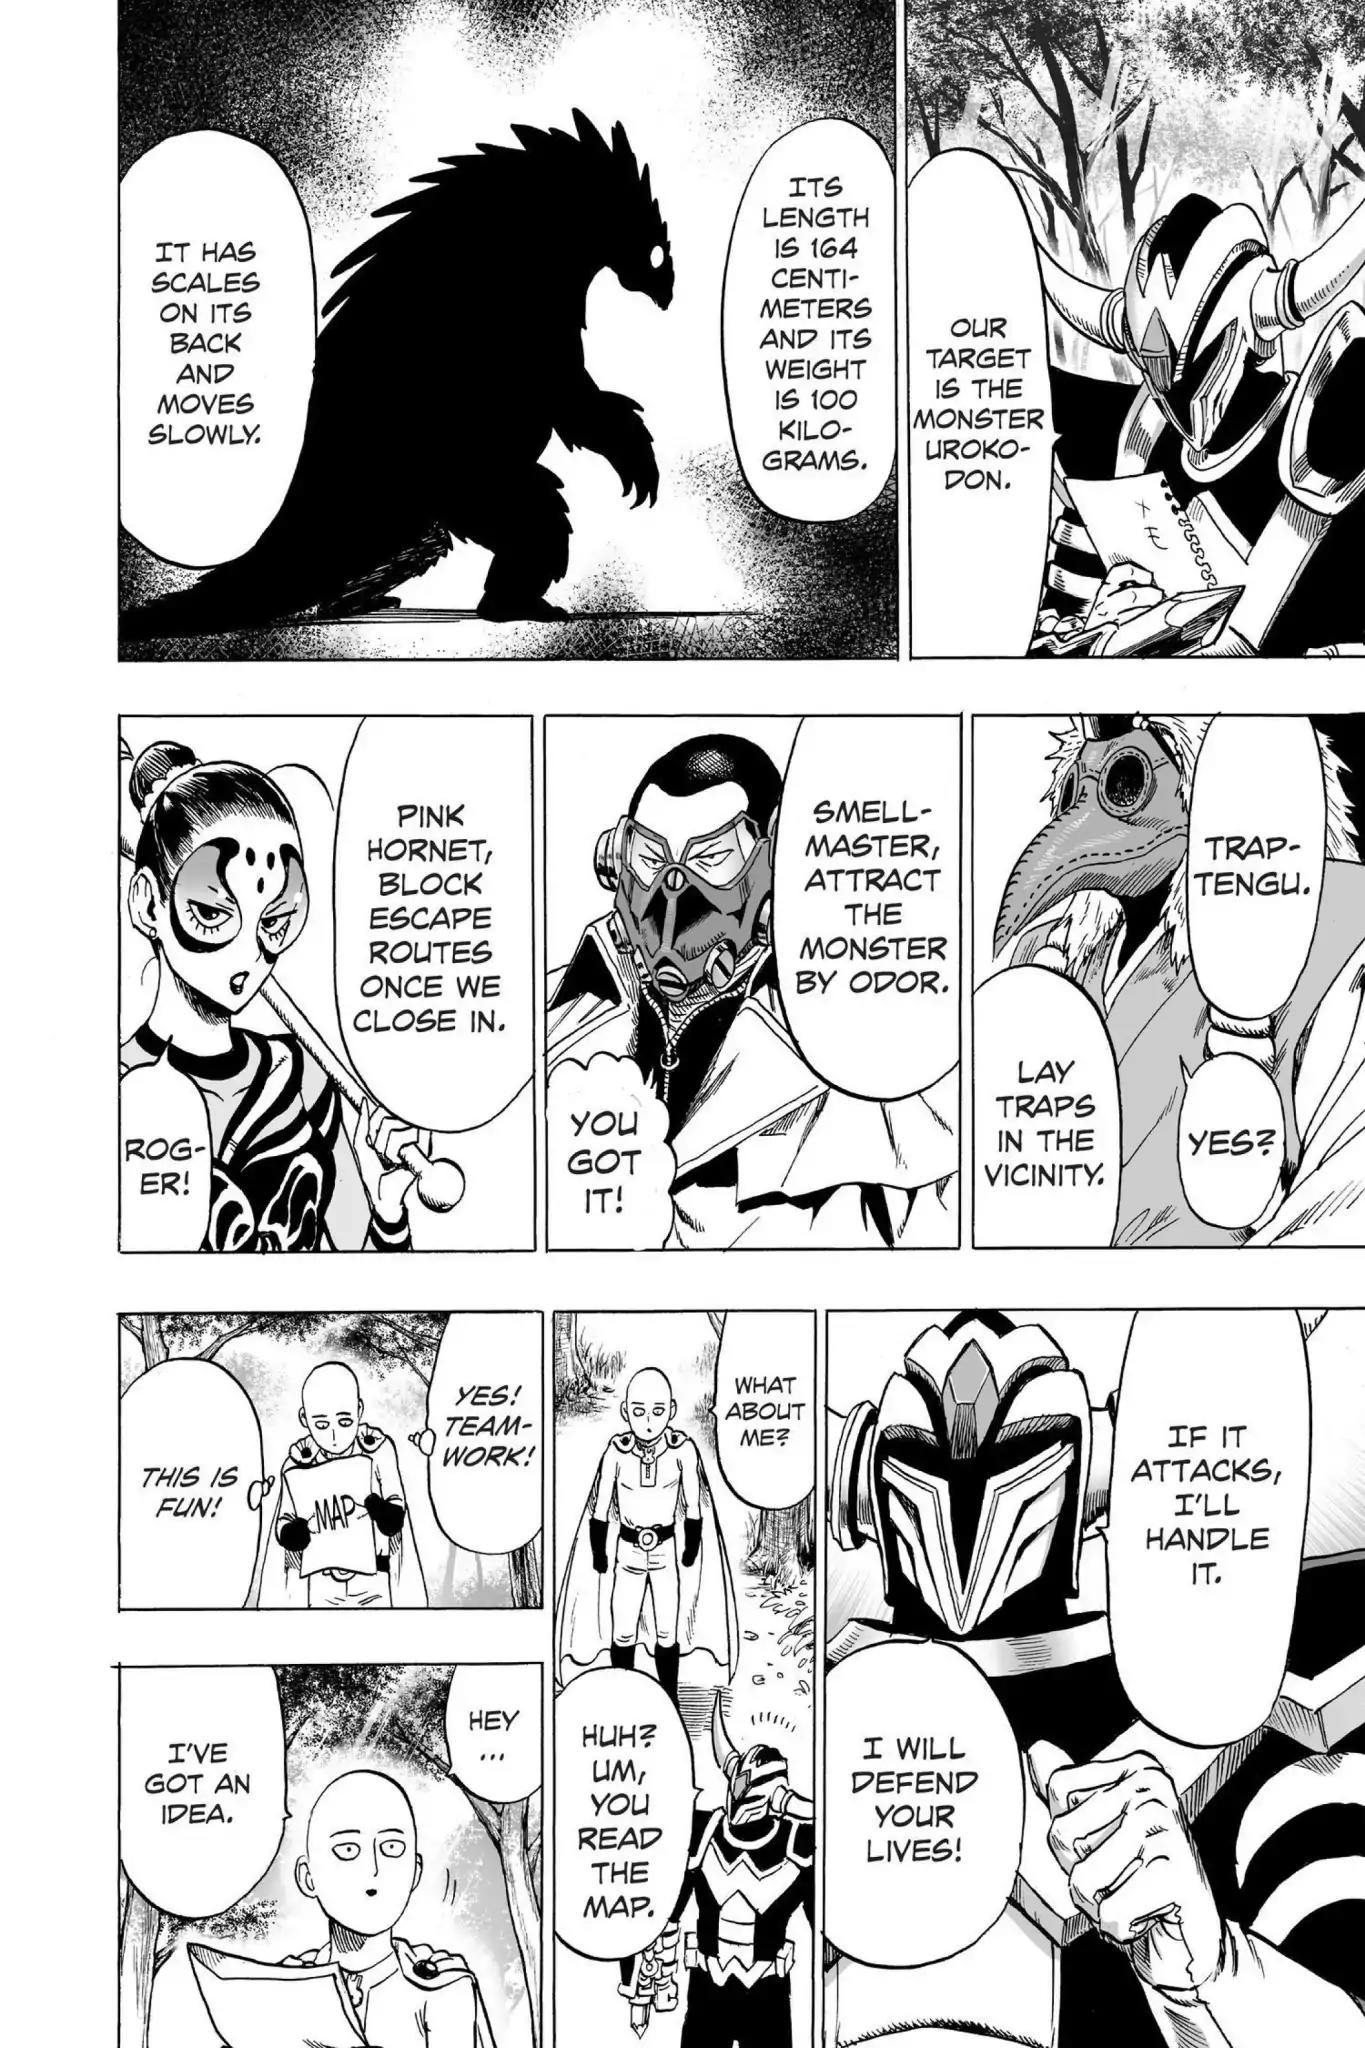 OUR
TARGET
IS THE
MONSTER
UROKO-
DON.
ITS
LENGTH
IS 164
CENTI-
METERS
AND ITS
WEIGHT
IS 100
KILO-
GRAMS.
IT HAS
SCALES
ON ITS
BACK
AND
MOVES
SLOWLY.
TRAP-
TENGU.
YES?
LAY
TRAPS
IN THE
VICINITY.
SMELL-
MASTER,
ATTRACT
THE
MONSTER
BY ODOR.
YOU
GOT
IT!
PINK
HORNET,
BLOCK
ESCAPE
ROUTES
ONCE WE
CLOSE IN.
ROG-
ER!
IF IT
ATTACKS,
I'LL
HANDLE
IT.
I WILL
DEFEND
YOUR
LIVES!
WHAT
ABOUT
ME?
HUH?
UM,
YOU
READ
THE
MAP.
YES!
TEAM-
WORK!
MAP
THIS IS
FUN!
HEY
...
I'VE
GOT AN
IDEA.